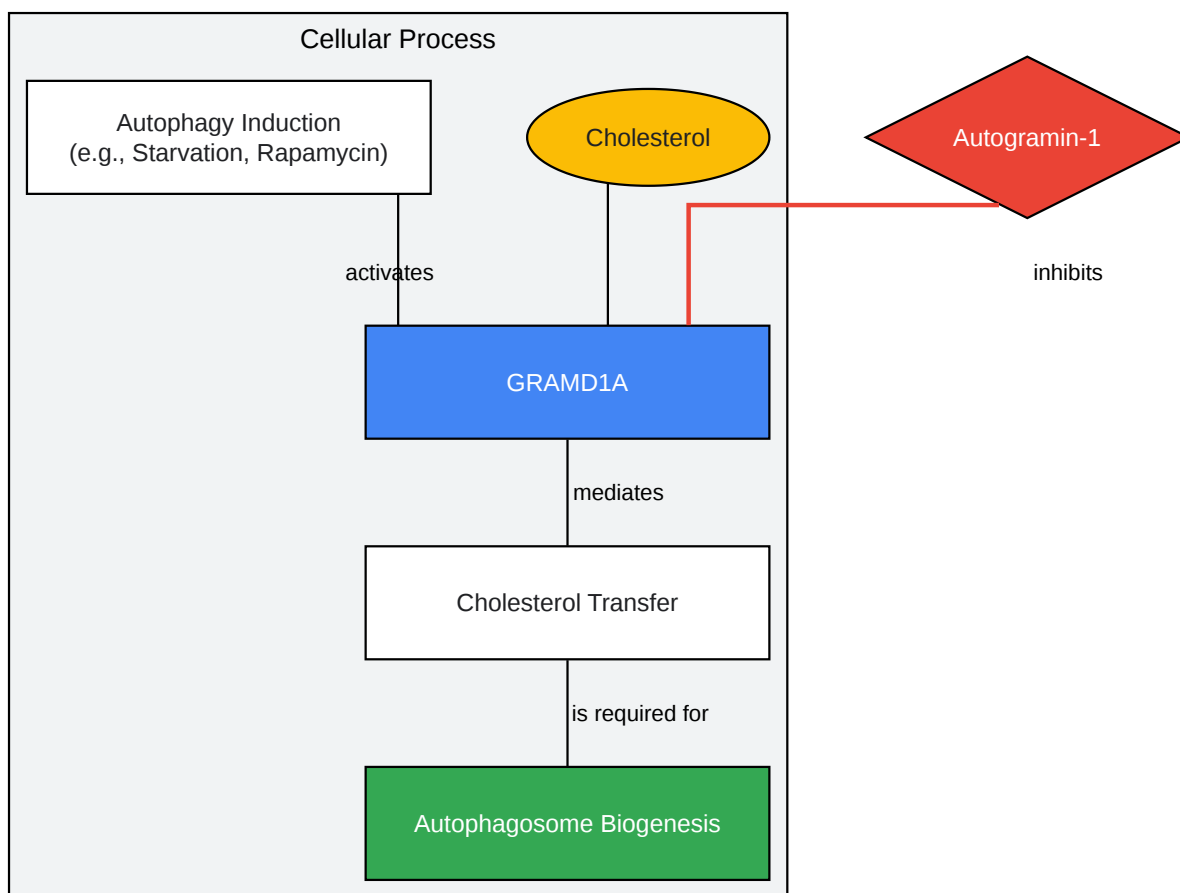 Cellular Process
Autophagy Induction
(e.g., Starvation, Rapamycin)
Cholesterol
Autogramin-1
activates
inhibits
GRAMD1A
mediates
Cholesterol Transfer
is required for
Autophagosome Biogenesis